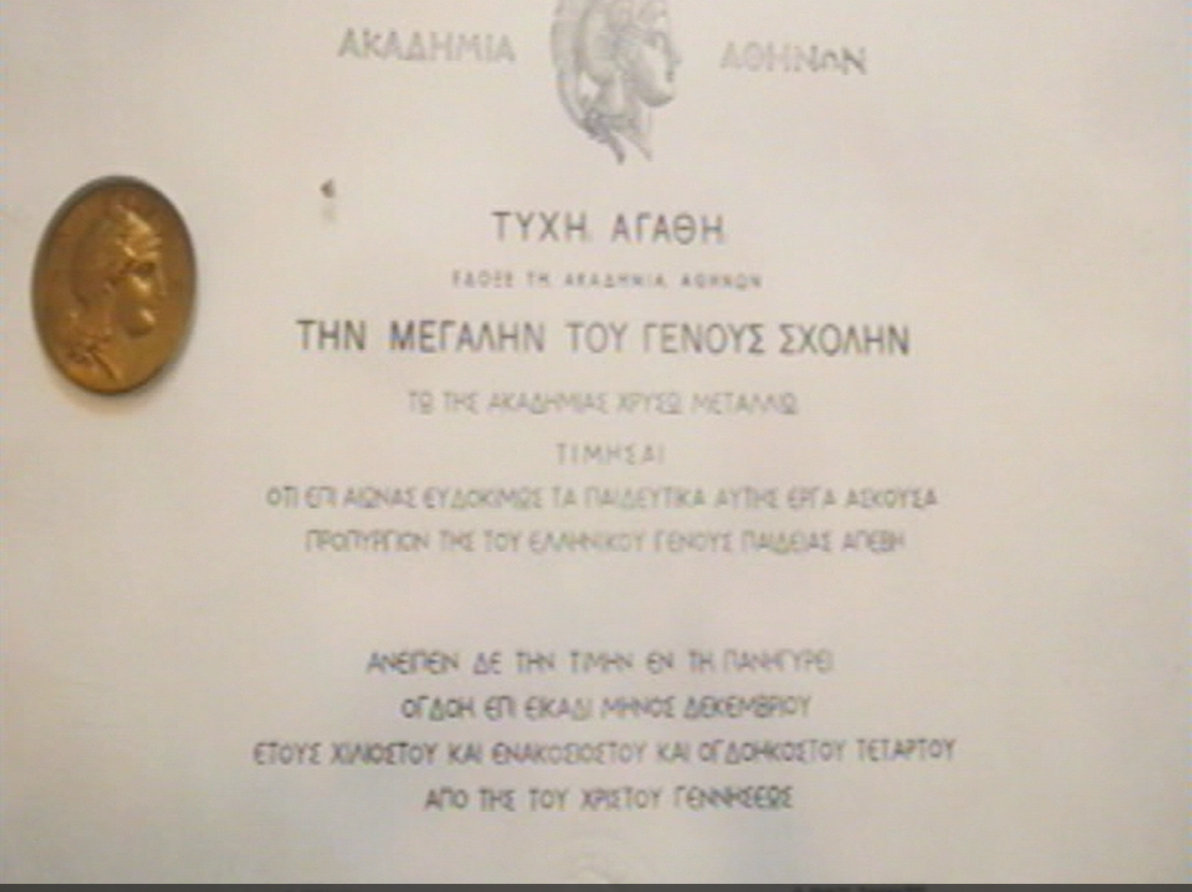 ΑΚΑΔΗΜΙΑ ΑΘΗΝΩΝ
ΤΥΧΗ ΑΓΑΘΗ
ΕΔΟΞΕ ΤΗ ΑΚΑΔΗΜΙΑ ΑΘΗΝΩΝ
ΤΗΝ ΜΕΓΑΛΗΝ ΤΟΥ ΓΕΝΟΥΣ ΣΧΟΛΗΝ
ΤΩ ΤΗΣ ΑΚΑΔΗΜΙΑΣ ΧΡΥΣΩ ΜΕΤΑΛΛΙΩ
ΤΙΜΗΣΑΙ
ΟΤΙ ΕΠΙ ΑΙΩΝΑΣ ΕΥΔΟΚΙΜΩΣ ΤΑ ΠΑΙΔΕΥΤΙΚΑ ΑΥΤΗΣ ΕΡΓΑ ΑΣΚΟΥΣΑ
ΠΡΟΠΥΡΓΙΟΝ ΤΗΣ ΤΟΥ ΕΛΛΗΝΙΚΟΥ ΓΕΝΟΥΣ ΠΑΙΔΕΙΑΣ ΑΠΕΒΗ
ΑΝΕΙΠΕΙΝ ΔΕ ΤΗΝ ΤΙΜΗΝ ΕΝ ΤΗ ΠΑΝΗΓΥΡΕΙ
ΟΓΔΟΗ ΕΠΙ ΕΙΚΑΔΙ ΜΗΝΟΣ ΔΕΚΕΜΒΡΙΟΥ
ΕΤΟΥΣ ΧΙΛΙΟΣΤΟΥ ΚΑΙ ΕΝΑΚΟΣΙΟΣΤΟΥ ΚΑΙ ΟΓΔΟΗΚΟΣΤΟΥ ΤΕΤΑΡΤΟΥ
ΑΠΟ ΤΗΣ ΤΟΥ ΧΡΙΣΤΟΥ ΓΕΝΝΗΣΕΩΣ